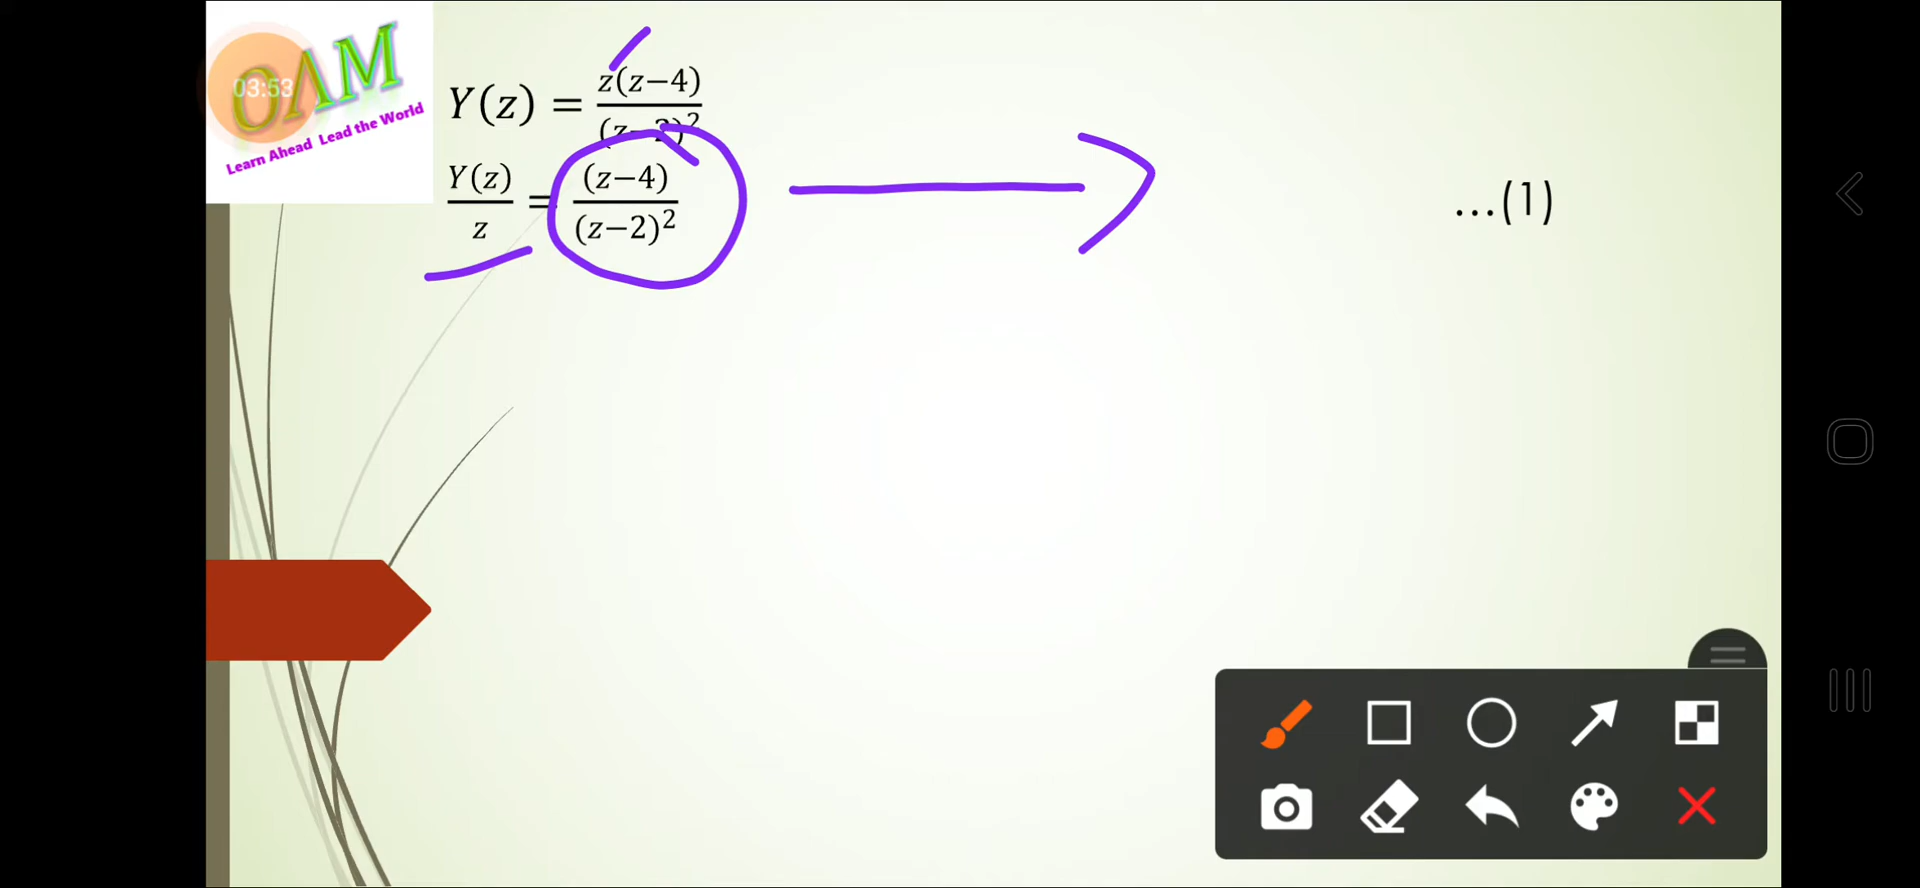 OAM
03:53
Learn Ahead Lead the World
Y(z) = z(z−4) / (z−2)²
Y(z) / z = (z−4) / (z−2)² ...(1)